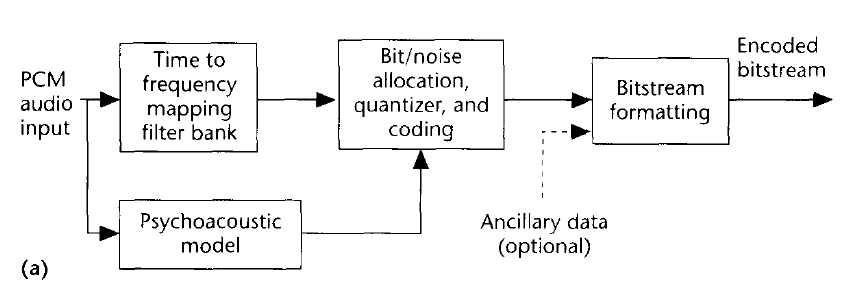 PCM
audio
input
Time to
frequency
mapping
filter bank
Bit/noise
allocation,
quantizer, and
coding
Bitstream
formatting
Encoded
bitstream
Psychoacoustic
model
Ancillary data
(optional)
(a)